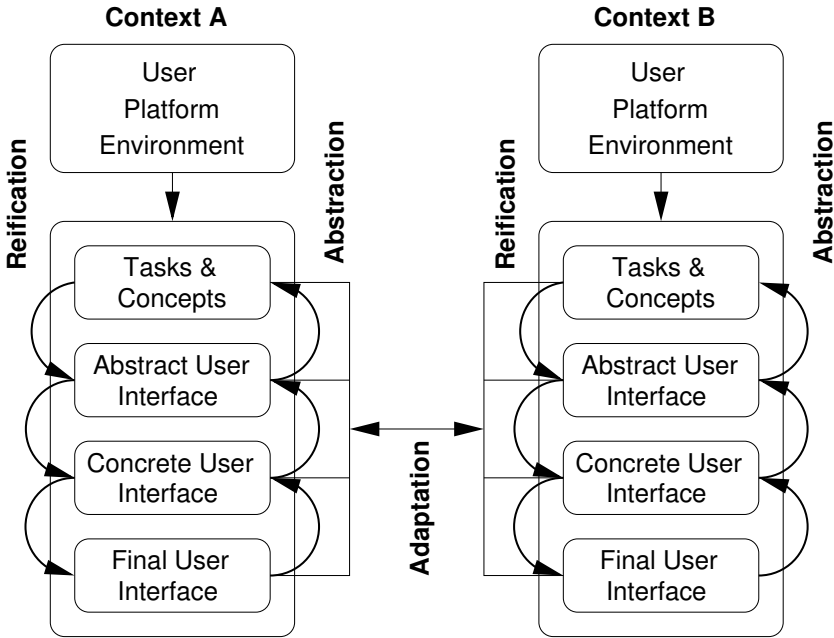 Context A
User
Platform
Environment
Reification
Abstraction
Tasks &
Concepts
Abstract User
Interface
Concrete User
Interface
Final User
Interface
Adaptation
Context B
User
Platform
Environment
Reification
Abstraction
Tasks &
Concepts
Abstract User
Interface
Concrete User
Interface
Final User
Interface